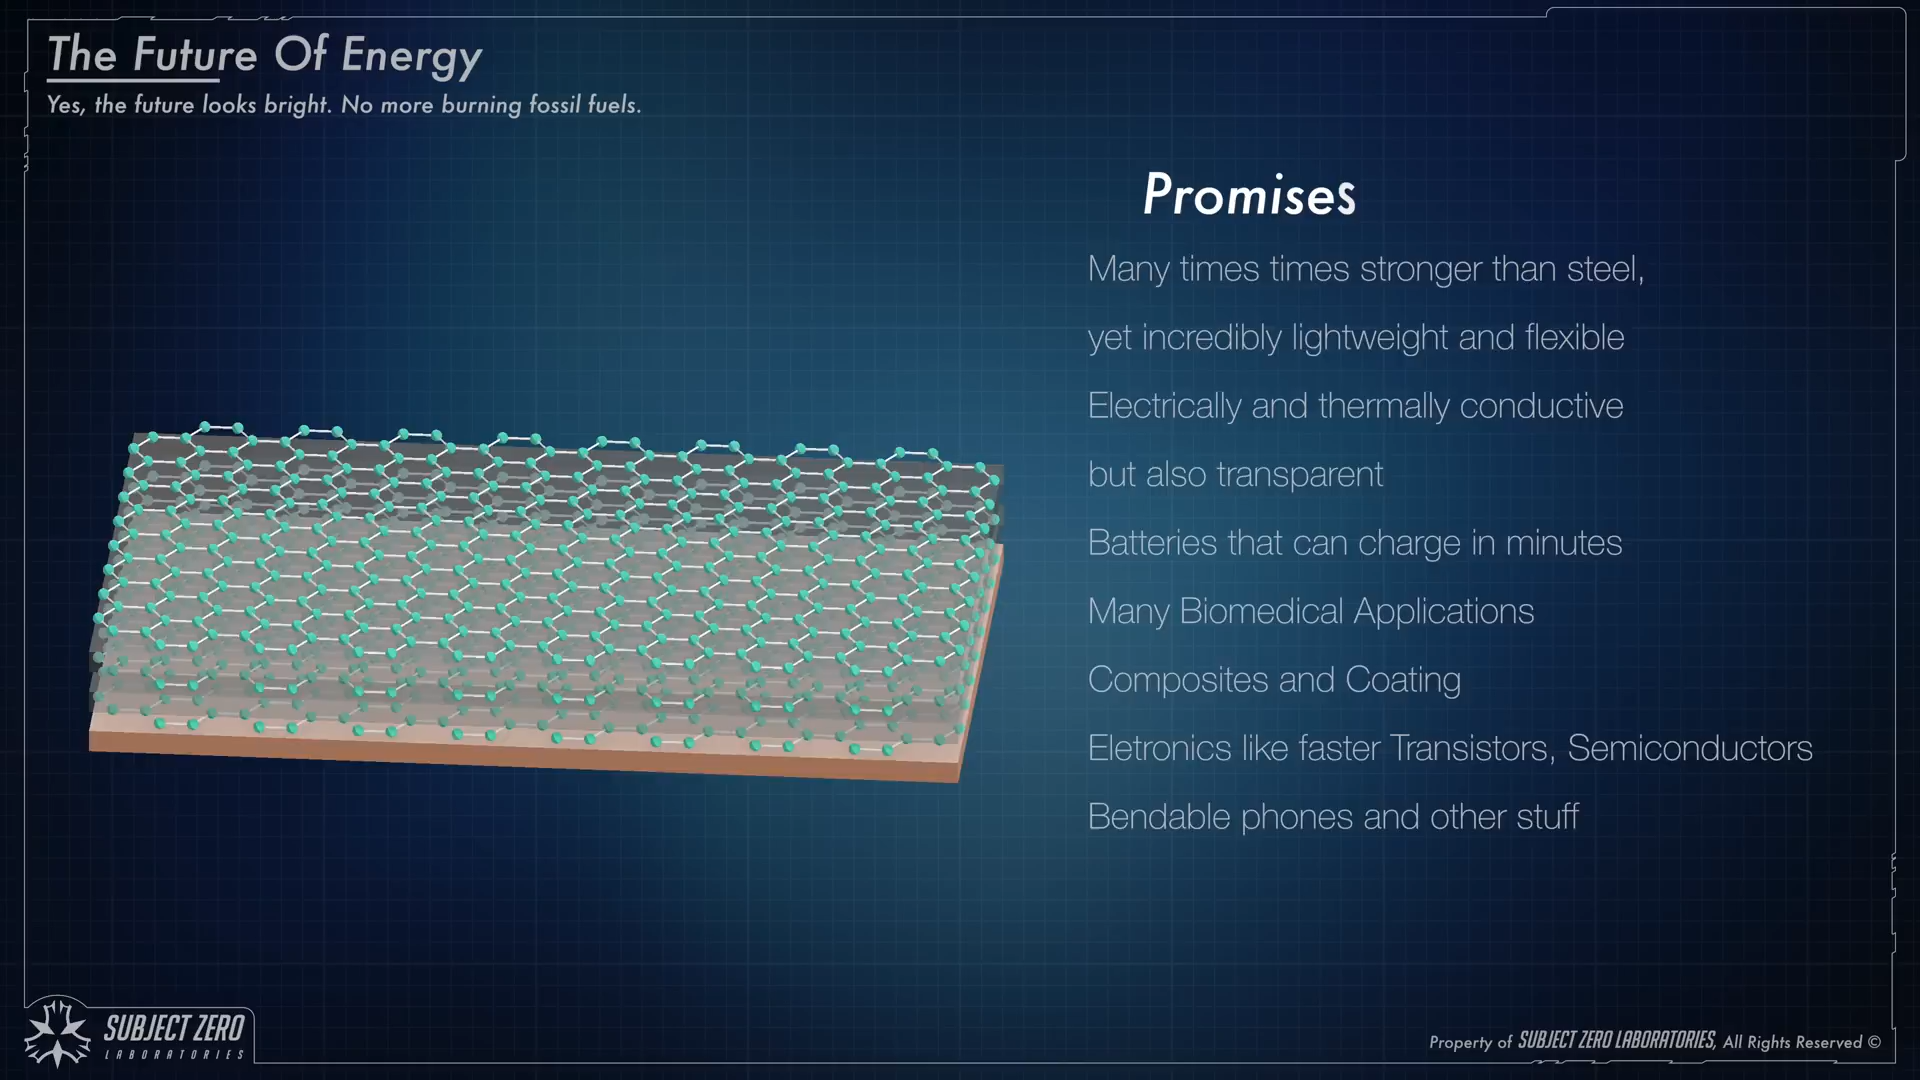 The Future Of Energy
Yes, the future looks bright. No more burning fossil fuels.
Promises
Many times times stronger than steel,
yet incredibly lightweight and flexible
Electrically and thermally conductive
but also transparent
Batteries that can charge in minutes
Many Biomedical Applications
Composites and Coating
Eletronics like faster Transistors, Semiconductors
Bendable phones and other stuff
SUBJECT ZERO
LABORATORIES
Property of SUBJECT ZERO LABORATORIES, All Rights Reserved ©